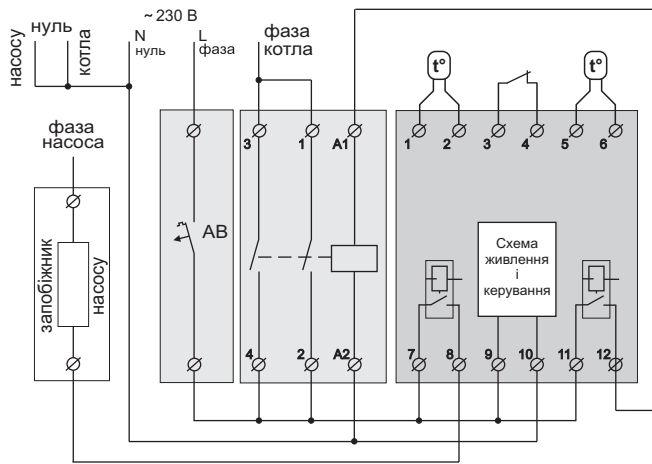 ~ 230 В
нуль
насосу
котла
N
нуль
L
фаза
фаза
котла
фаза
насоса
запобіжник
насосу
АВ
3
1
A1
4
2
A2
t°
t°
1
2
3
4
5
6
Схема
живлення
і
керування
7
8
9
10
11
12